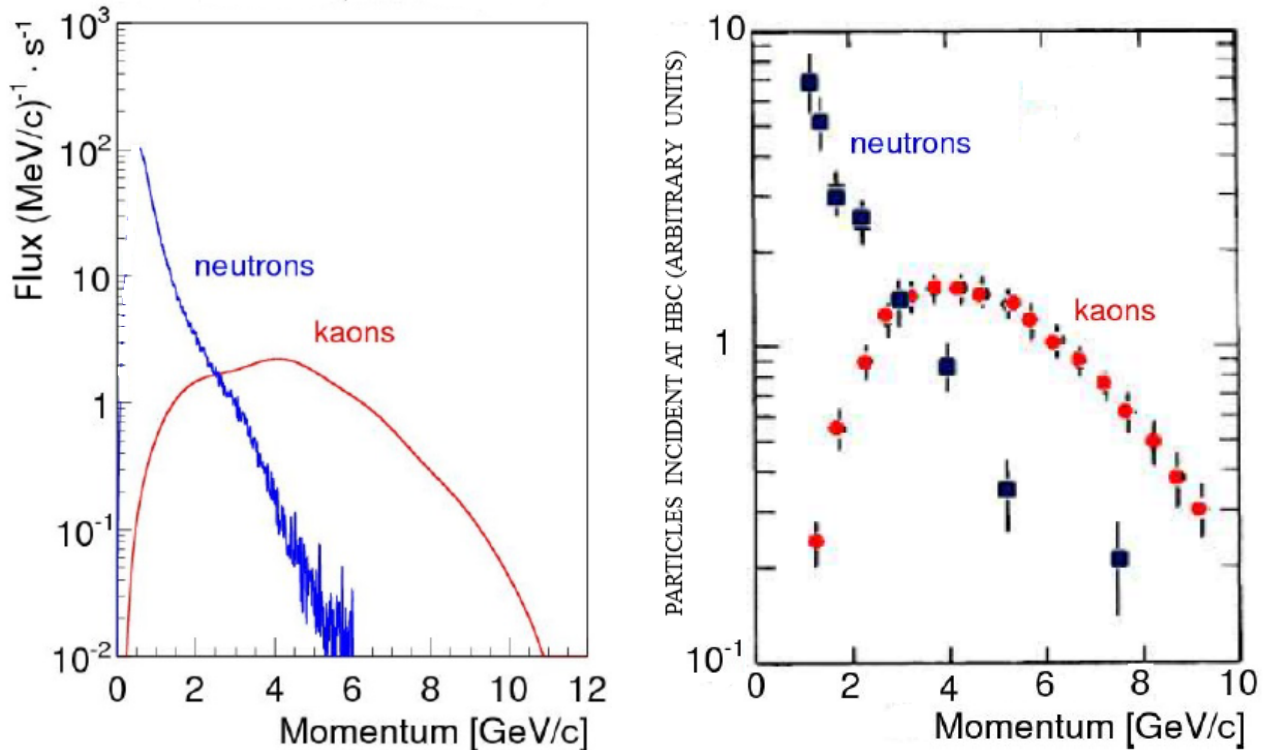 Flux (MeV/c)⁻¹ · s⁻¹
10³
10²
10
1
10⁻¹
10⁻²
neutrons
kaons
0 2 4 6 8 10 12
Momentum [GeV/c]
PARTICLES INCIDENT AT HBC (ARBITRARY UNITS)
10
1
10⁻¹
neutrons
kaons
0 2 4 6 8 10
Momentum [GeV/c]